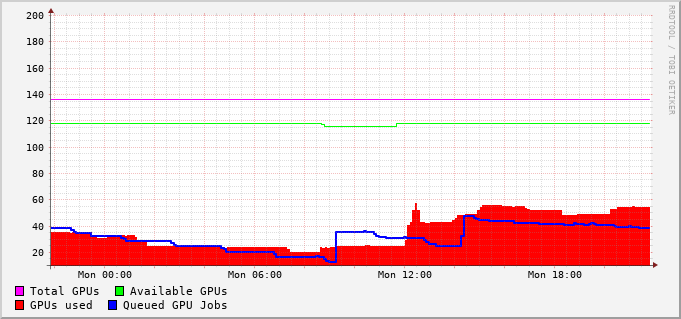 200
180
160
140
120
100
80
60
40
20
Mon 00:00 Mon 06:00 Mon 12:00 Mon 18:00
Total GPUs Available GPUs
GPUs used Queued GPU Jobs
RRDTOOL / TOBI OETIKER